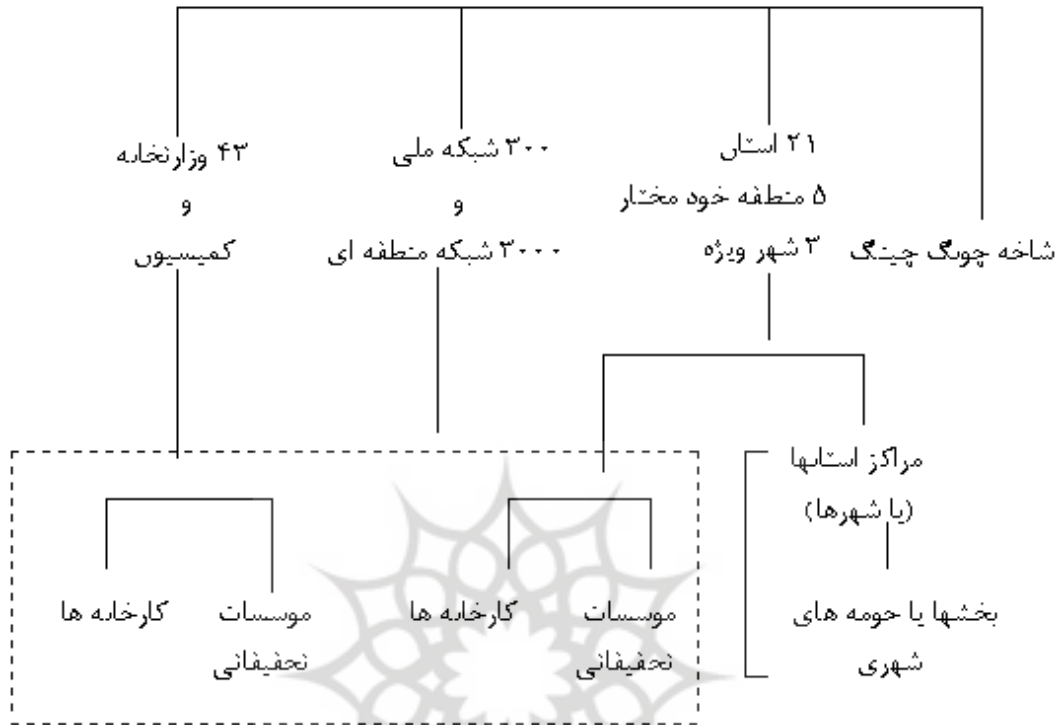 ۲۱ استان
۵ منطقه خود مختار
۳ شهر ویژه
شاخه چونگ چینگ
۳۰۰ شبکه ملی
و
۳۰۰۰ شبکه منطقه ای
۴۳ وزارتخانه
و
کمیسیون
مراکز استانها
(یا شهرها)
بخشها یا حومه های
شهری
موسسات
تحقیقاتی
کارخانه ها
موسسات
تحقیقاتی
کارخانه ها